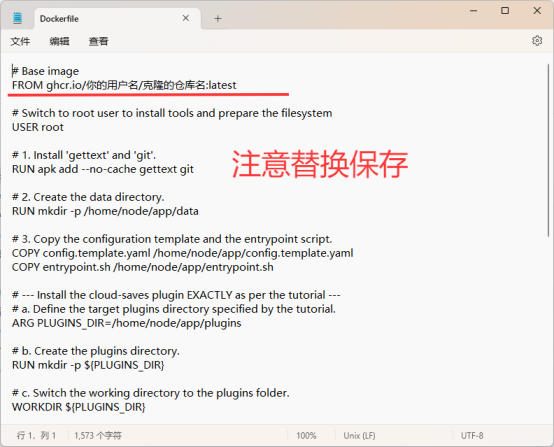 Dockerfile
文件 编辑 查看
# Base image
FROM ghcr.io/你的用户名/克隆的仓库名:latest
# Switch to root user to install tools and prepare the filesystem
USER root
# 1. Install 'gettext' and 'git'.
RUN apk add --no-cache gettext git
注意替换保存
# 2. Create the data directory.
RUN mkdir -p /home/node/app/data
# 3. Copy the configuration template and the entrypoint script.
COPY config.template.yaml /home/node/app/config.template.yaml
COPY entrypoint.sh /home/node/app/entrypoint.sh
# --- Install the cloud-saves plugin EXACTLY as per the tutorial ---
# a. Define the target plugins directory specified by the tutorial.
ARG PLUGINS_DIR=/home/node/app/plugins
# b. Create the plugins directory.
RUN mkdir -p ${PLUGINS_DIR}
# c. Switch the working directory to the plugins folder.
WORKDIR ${PLUGINS_DIR}
行 1，列 1 1,573 个字符 100% Unix (LF) UTF-8